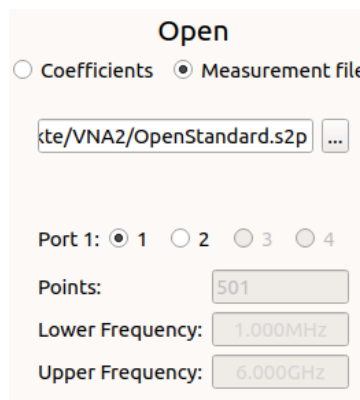 Open
Coefficients Measurement file
kte/VNA2/OpenStandard.s2p ...
Port 1: 1 2 3 4
Points: 501
Lower Frequency: 1.000MHz
Upper Frequency: 6.000GHz